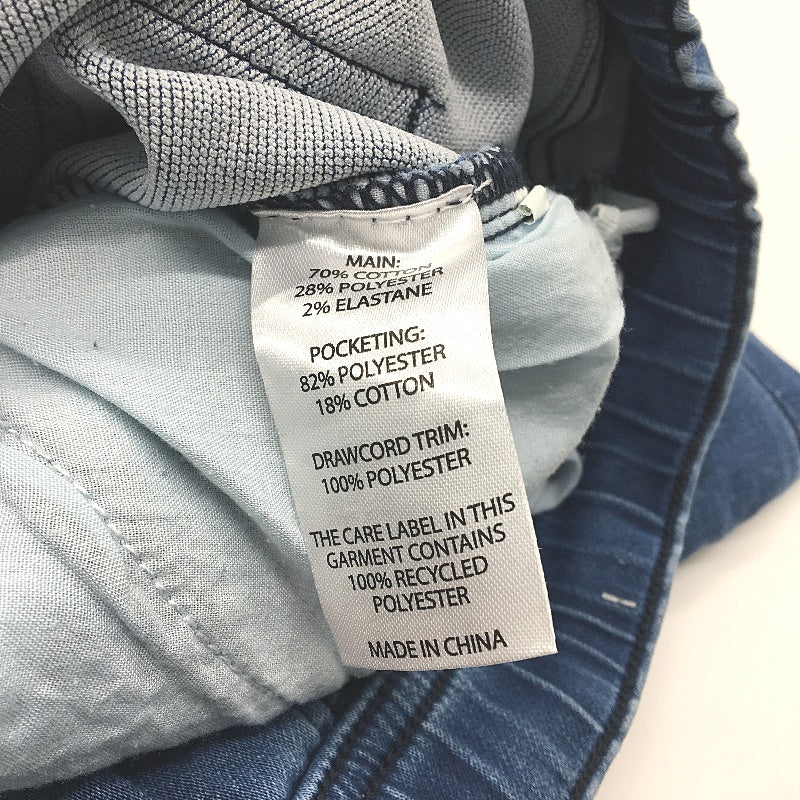 MAIN:
70% COTTON
28% POLYESTER
2% ELASTANE
POCKETING:
82% POLYESTER
18% COTTON
DRAWCORD TRIM:
100% POLYESTER
THE CARE LABEL IN THIS
GARMENT CONTAINS
100% RECYCLED
POLYESTER
MADE IN CHINA